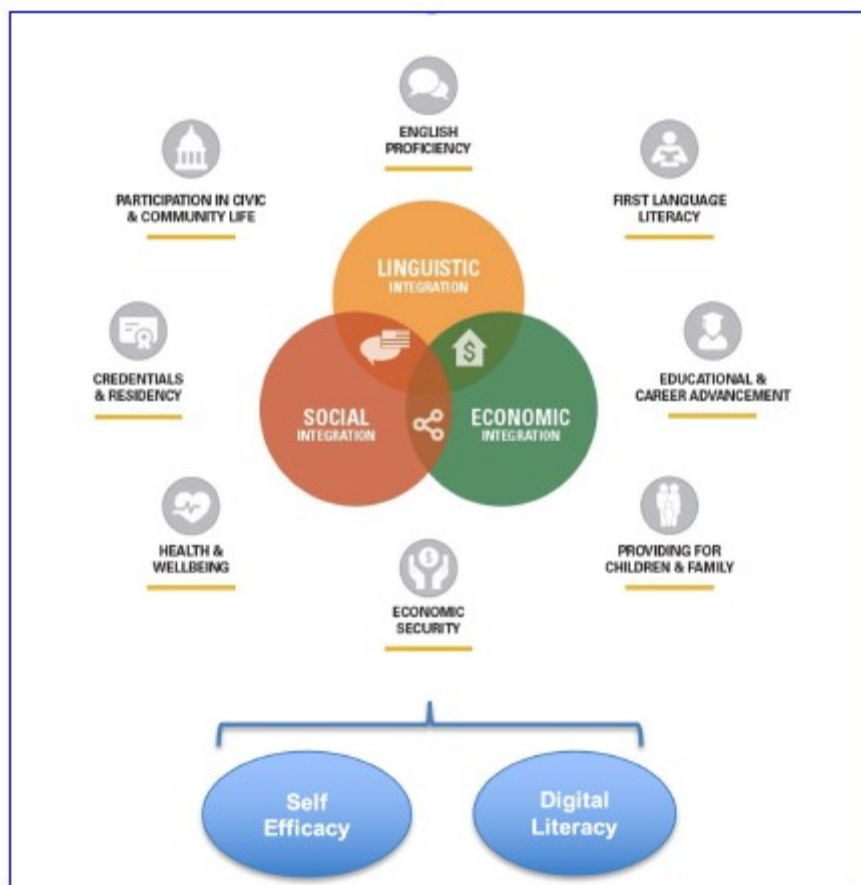 ENGLISH
PROFICIENCY
PARTICIPATION IN CIVIC
& COMMUNITY LIFE
FIRST LANGUAGE
LITERACY
LINGUISTIC
INTEGRATION
$
CREDENTIALS
& RESIDENCY
EDUCATIONAL &
CAREER ADVANCEMENT
SOCIAL
INTEGRATION
ECONOMIC
INTEGRATION
HEALTH &
WELLBEING
PROVIDING FOR
CHILDREN & FAMILY
$
ECONOMIC
SECURITY
Self
Efficacy
Digital
Literacy